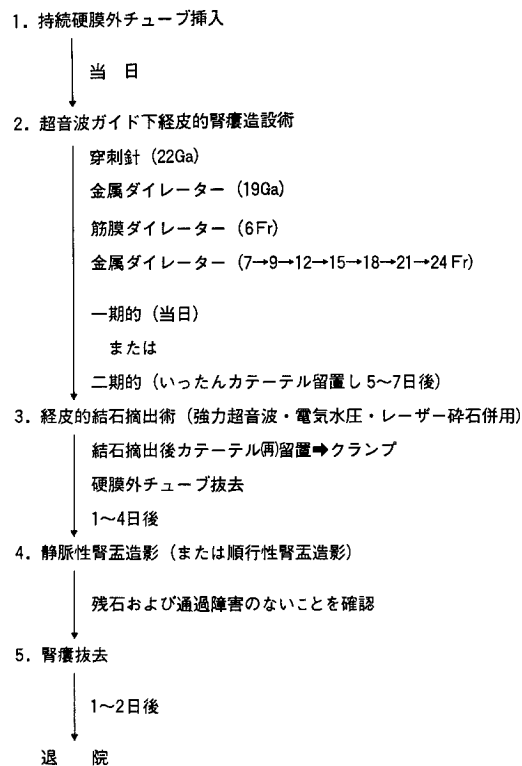 1. 持続硬膜外チューブ挿入
当 日
2. 超音波ガイド下経皮的腎瘻造設術
穿刺針 (22Ga)
金属ダイレーター (19Ga)
筋膜ダイレーター (6Fr)
金属ダイレーター (7→9→12→15→18→21→24Fr)
一期的 (当日)
または
二期的 (いったんカテーテル留置し5〜7日後)
3. 経皮的結石摘出術 (強力超音波・電気水圧・レーザー砕石併用)
結石摘出後カテーテル(再)留置➡クランプ
硬膜外チューブ抜去
1〜4日後
4. 静脈性腎盂造影 (または順行性腎盂造影)
残石および通過障害のないことを確認
5. 腎瘻抜去
1〜2日後
退 院